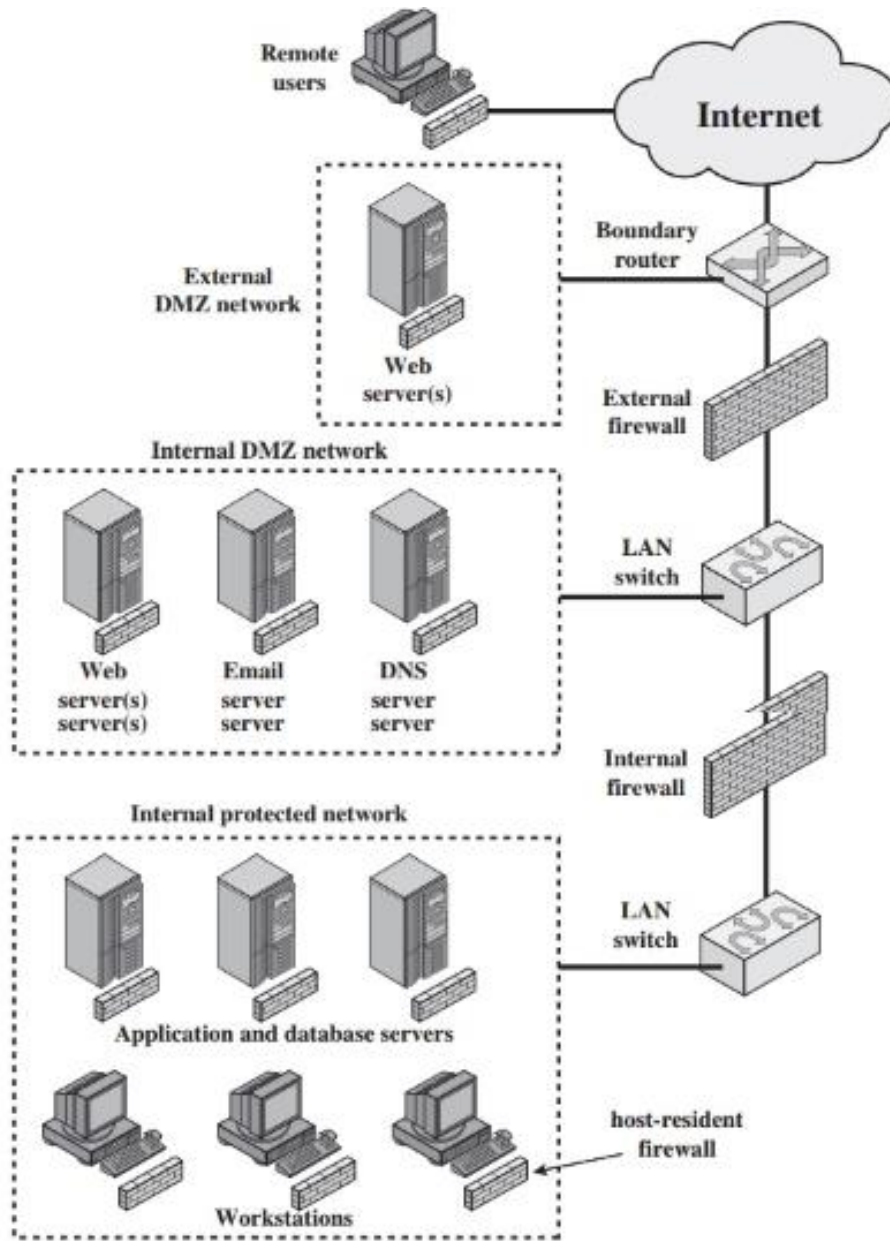 Remote
users
Internet
Boundary
router
External
DMZ network
Web
server(s)
External
firewall
Internal DMZ network
LAN
switch
Web
server(s)
server(s)
Email
server
server
DNS
server
server
Internal
firewall
Internal protected network
LAN
switch
Application and database servers
host-resident
firewall
Workstations